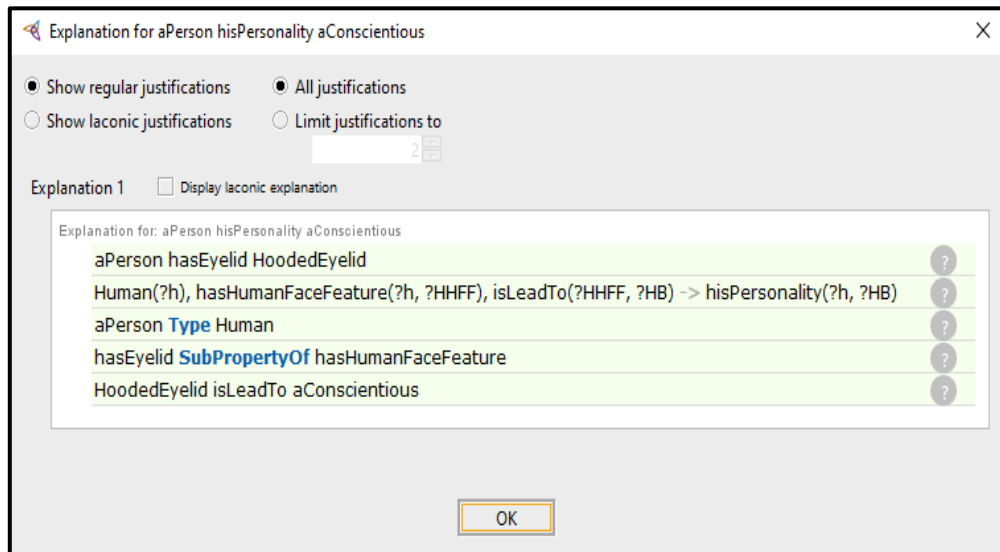 Explanation for aPerson hisPersonality aConscientious
Show regular justifications All justifications
Show laconic justifications Limit justifications to
2
Explanation 1 Display laconic explanation
Explanation for: aPerson hisPersonality aConscientious
aPerson hasEyelid HoodedEyelid ?
Human(?h), hasHumanFaceFeature(?h, ?HHFF), isLeadTo(?HHFF, ?HB) -> hisPersonality(?h, ?HB) ?
aPerson Type Human ?
hasEyelid SubPropertyOf hasHumanFaceFeature ?
HoodedEyelid isLeadTo aConscientious ?
OK